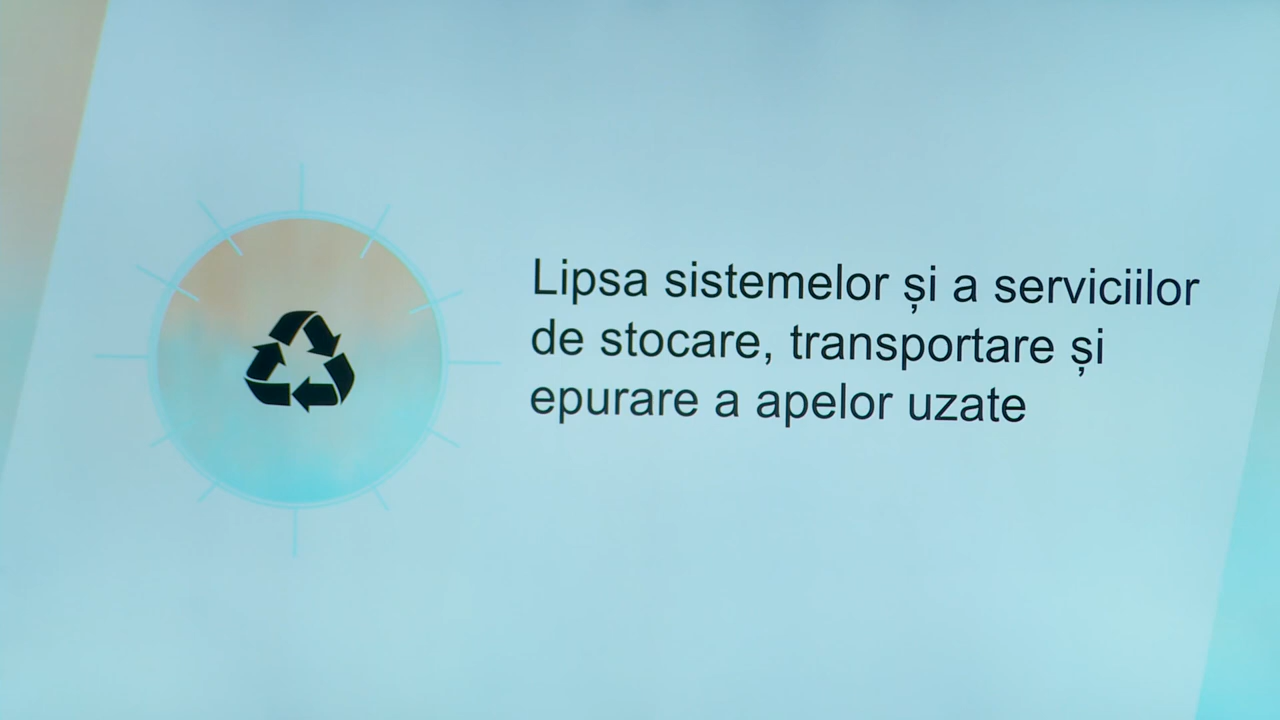 Lipsa sistemelor și a serviciilor
de stocare, transportare și
epurare a apelor uzate